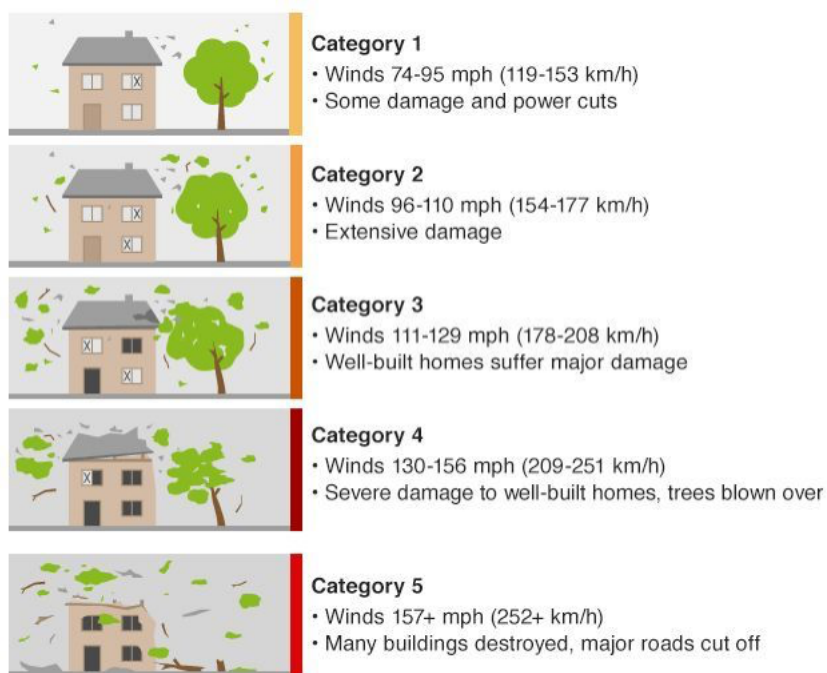 Category 1
• Winds 74-95 mph (119-153 km/h)
• Some damage and power cuts
Category 2
• Winds 96-110 mph (154-177 km/h)
• Extensive damage
Category 3
• Winds 111-129 mph (178-208 km/h)
• Well-built homes suffer major damage
Category 4
• Winds 130-156 mph (209-251 km/h)
• Severe damage to well-built homes, trees blown over
Category 5
• Winds 157+ mph (252+ km/h)
• Many buildings destroyed, major roads cut off